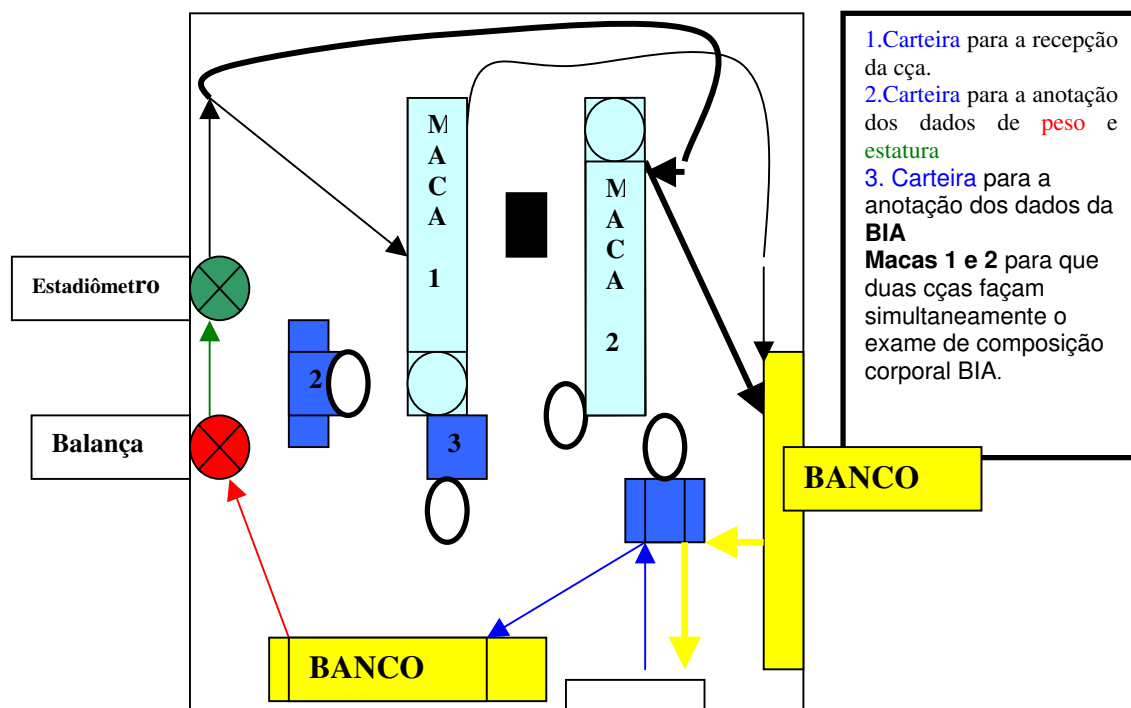 1.Carteira para a recepção
da cça.
2.Carteira para a anotação
dos dados de peso e
estatura
3. Carteira para a
anotação dos dados da
BIA
Macas 1 e 2 para que
duas cças façam
simultaneamente o
exame de composição
corporal BIA.
M
A
C
A
1
M
A
C
A
2
Estadiômetro
2
Balança
3
BANCO
BANCO